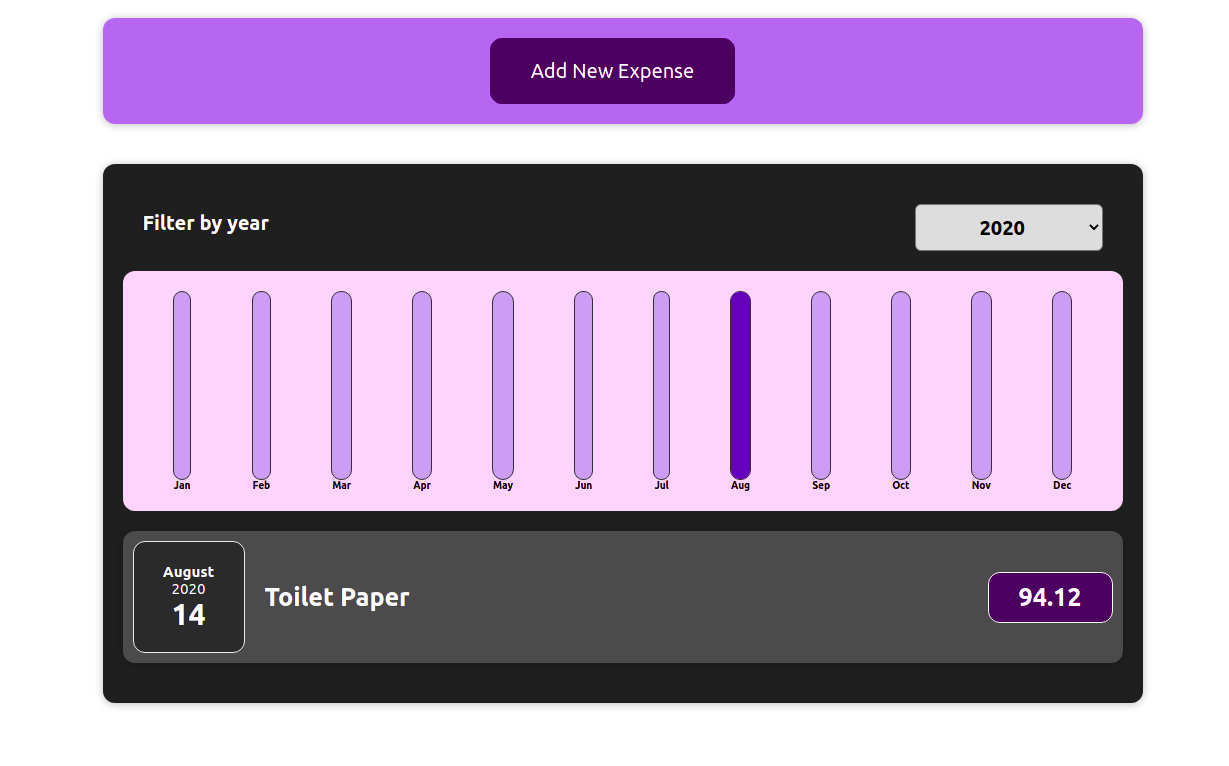 Add New Expense
Filter by year
2020
Jan Feb Mar Apr May Jun Jul Aug Sep Oct Nov Dec
August
2020
14
Toilet Paper
94.12